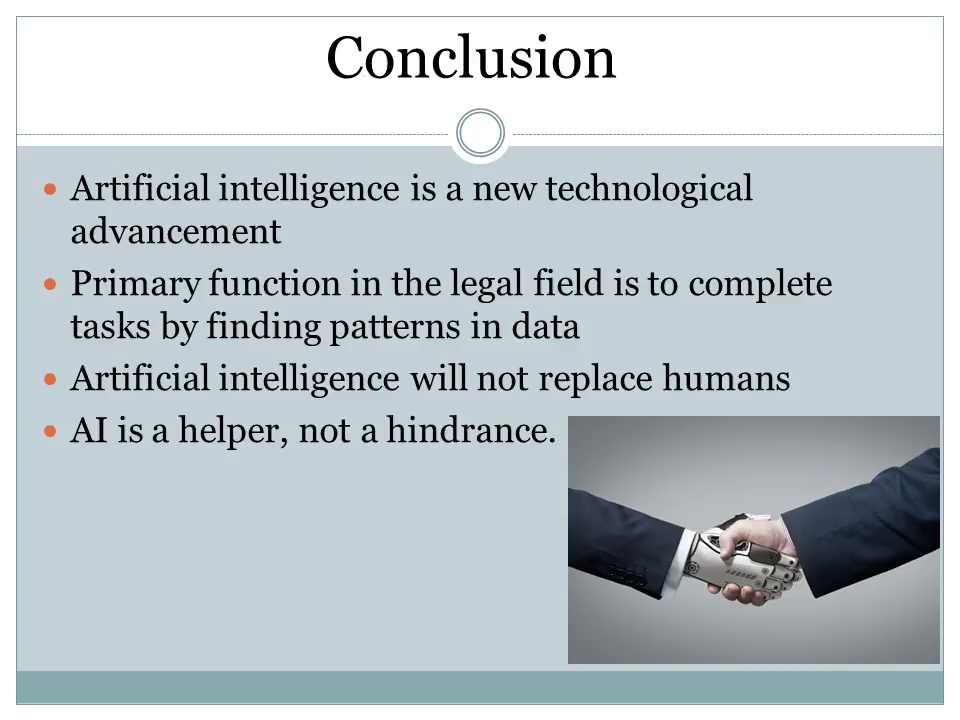 Conclusion
Artificial intelligence is a new technological
advancement
Primary function in the legal field is to complete
tasks by finding patterns in data
Artificial intelligence will not replace humans
AI is a helper, not a hindrance.